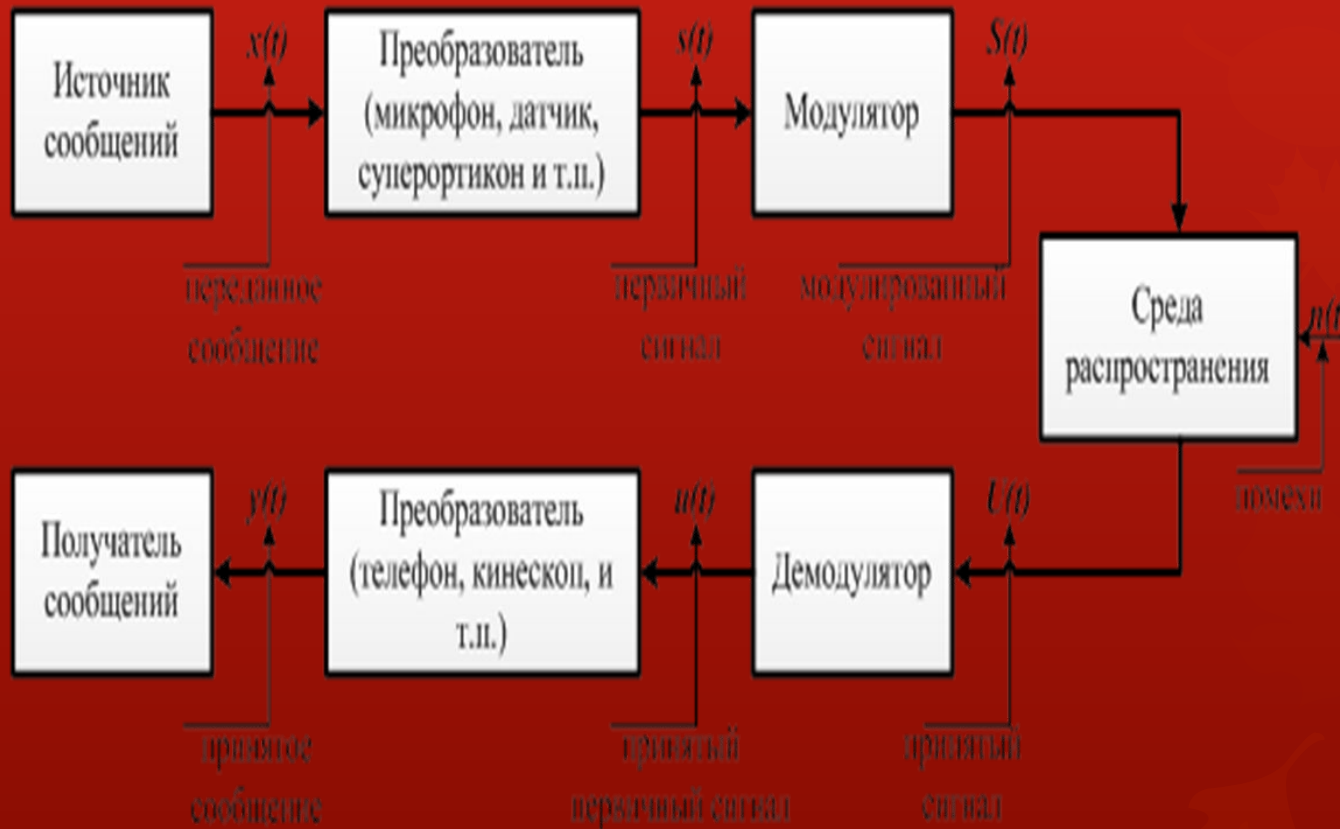 x(t)
s(t)
S(t)
Источник
сообщений
Преобразователь
(микрофон, датчик,
суперортикон и т.п.)
Модулятор
переданное
сообщение
первичный
сигнал
модулированный
сигнал
Среда
распространения
n(t
помехи
y(t)
u(t)
U(t)
Получатель
сообщений
Преобразователь
(телефон, кинескоп, и
т.п.)
Демодулятор
принятое
сообщение
принятый
первичный сигнал
принятый
сигнал